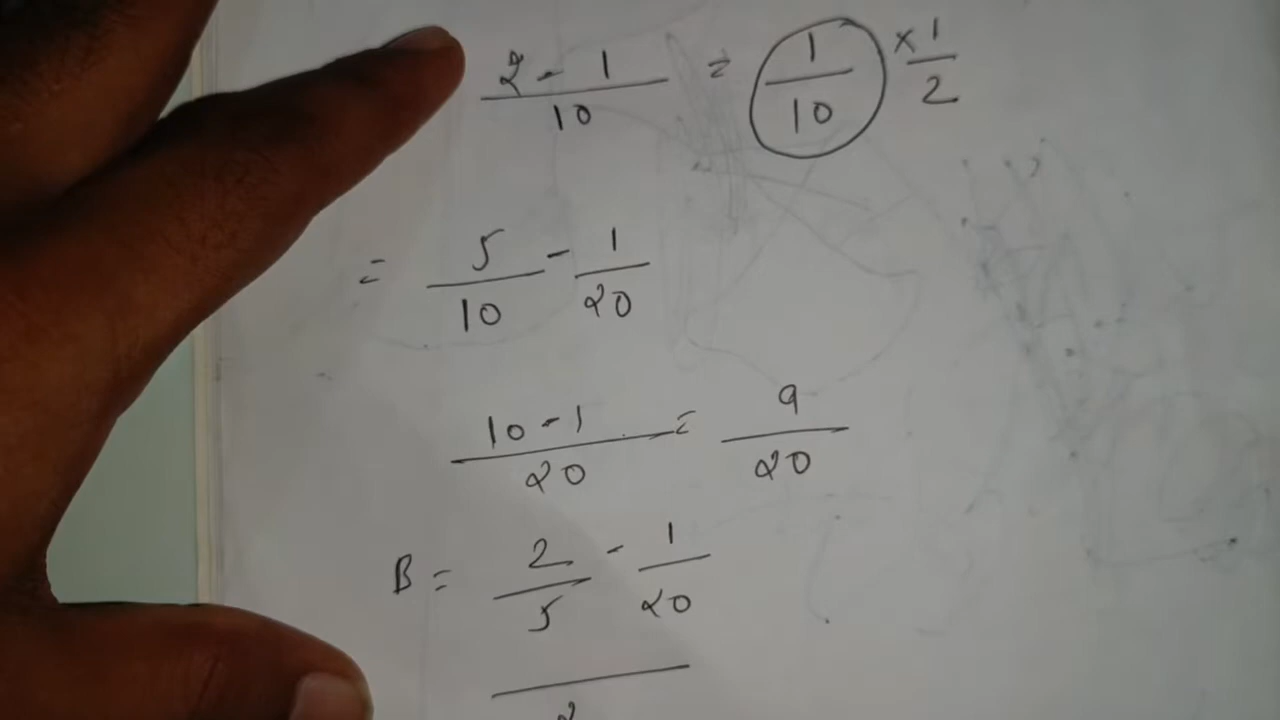 2 - 1 / 10 = 1 / 10 × 1 / 2
= 5 / 10 - 1 / 20
10 - 1 / 20 = 9 / 20
B = 2 / 5 - 1 / 20